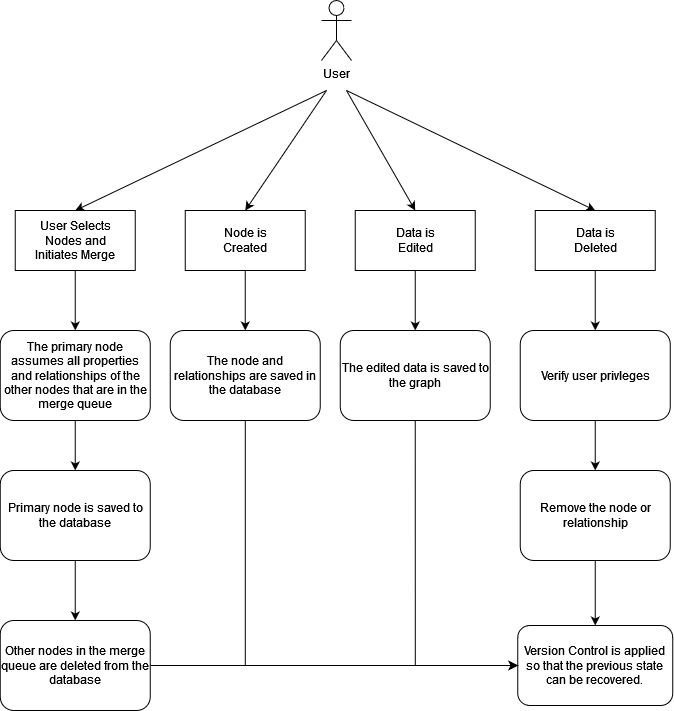 User
User Selects
Nodes and
Initiates Merge
Node is
Created
Data is
Edited
Data is
Deleted
The primary node
assumes all properties
and relationships of the
other nodes that are in the
merge queue
The node and
relationships are saved in
the database
The edited data is saved to
the graph
Verify user privleges
Primary node is saved to
the database
Remove the node or
relationship
Other nodes in the merge
queue are deleted from the
database
Version Control is applied
so that the previous state
can be recovered.